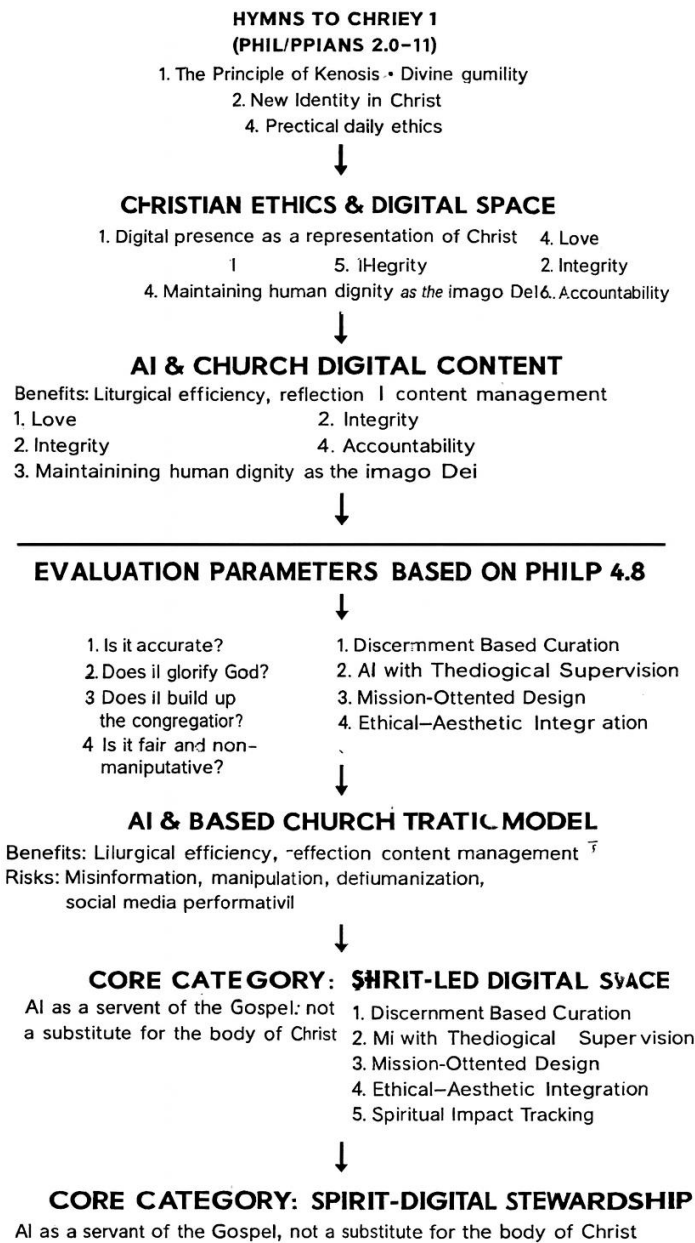 HYMNS TO CHRIEY 1
(PHIL/PPIANS 2.0–11)
1. The Principle of Kenosis • Divine gumility
2. New Identity in Christ
4. Prectical daily ethics
CHRISTIAN ETHICS & DIGITAL SPACE
1. Digital presence as a representation of Christ 4. Love
I 5. IHegrity 2. Integrity
4. Maintaining human dignity as the imago Del6.. Accountability
AI & CHURCH DIGITAL CONTENT
Benefits: Liturgical efficiency, reflection I content management
1. Love 2. Integrity
2. Integrity 4. Accountability
3. Maintainining human dignity as the imago Dei
EVALUATION PARAMETERS BASED ON PHILP 4.8
1. Is it accurate? 1. Discernment Based Curation
2. Does il glorify God? 2. AI with Thediogical Supervision
3 Does il build up 3. Mission-Ottented Design
the congregatior? 4. Ethical–Aesthetic Integr ation
4 Is it fair and non–
maniputative?
AI & BASED CHURCH TRATIC MODEL
Benefits: Lilurgical efficiency, -effection content management
Risks: Misinformation, manipulation, detiumanization,
social media performativil
CORE CATEGORY: SHRIT-LED DIGITAL SVACE
AI as a servent of the Gospel: not 1. Discernment Based Curation
a substitute for the body of Christ 2. Mi with Thediogical Supervision
3. Mission-Ottented Design
4. Ethical–Aesthetic Integration
5. Spiritual Impact Tracking
CORE CATEGORY: SPIRIT-DIGITAL STEWARDSHIP
AI as a servant of the Gospel, not a substitute for the body of Christ